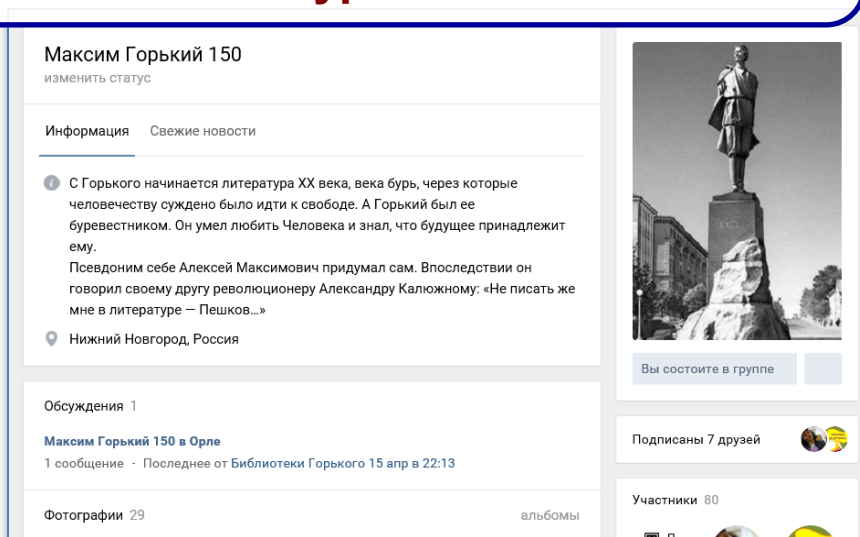 Максим Горький 150
изменить статус
Информация Свежие новости
С Горького начинается литература XX века, века бурь, через которые
человечеству суждено было идти к свободе. А Горький был ее
буревестником. Он умел любить Человека и знал, что будущее принадлежит
ему.
Псевдоним себе Алексей Максимович придумал сам. Впоследствии он
говорил своему другу революционеру Александру Калюжному: «Не писать же
мне в литературе — Пешков...»
Нижний Новгород, Россия
Обсуждения 1
Максим Горький 150 в Орле
1 сообщение · Последнее от Библиотеки Горького 15 апр в 22:13
Фотографии 29 альбомы
Вы состоите в группе
Подписаны 7 друзей
Участники 80